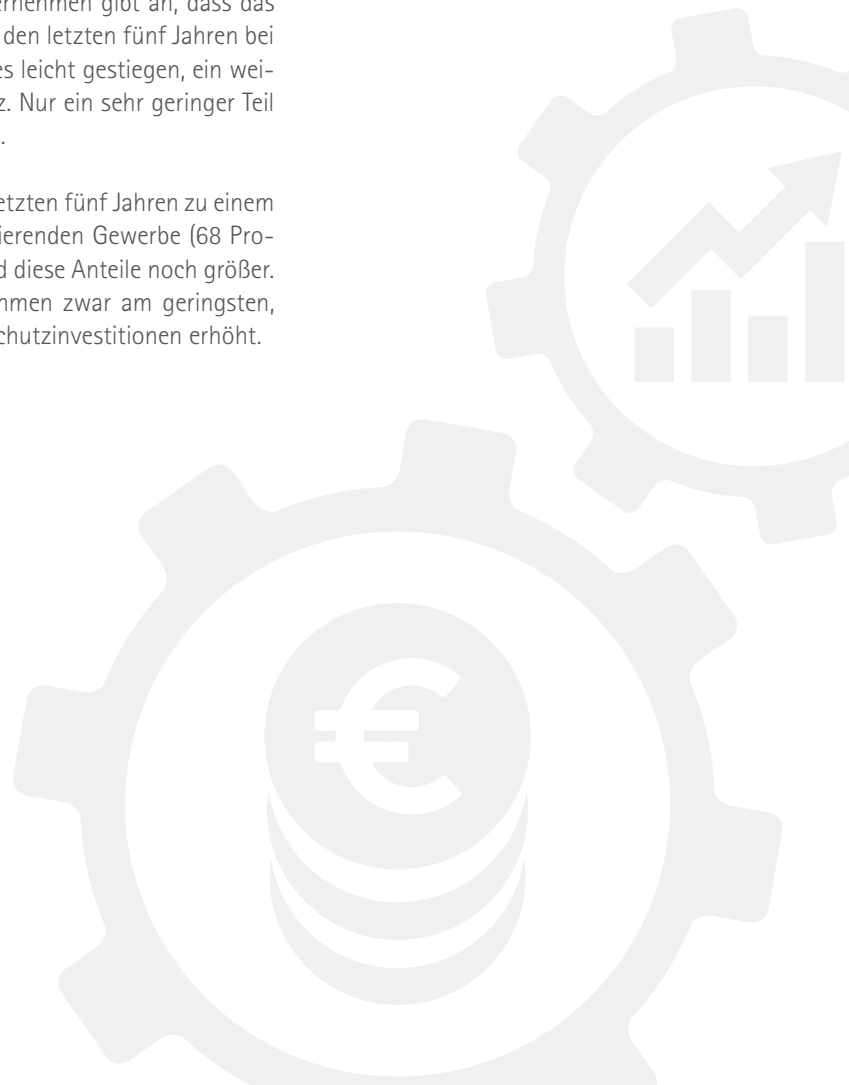 ernehmen gibt an, dass das
den letzten fünf Jahren bei
es leicht gestiegen, ein wei-
z. Nur ein sehr geringer Teil
.
etzten fünf Jahren zu einem
ierenden Gewerbe (68 Pro-
d diese Anteile noch größer.
hmen zwar am geringsten,
chutzinvestitionen erhöht.
€